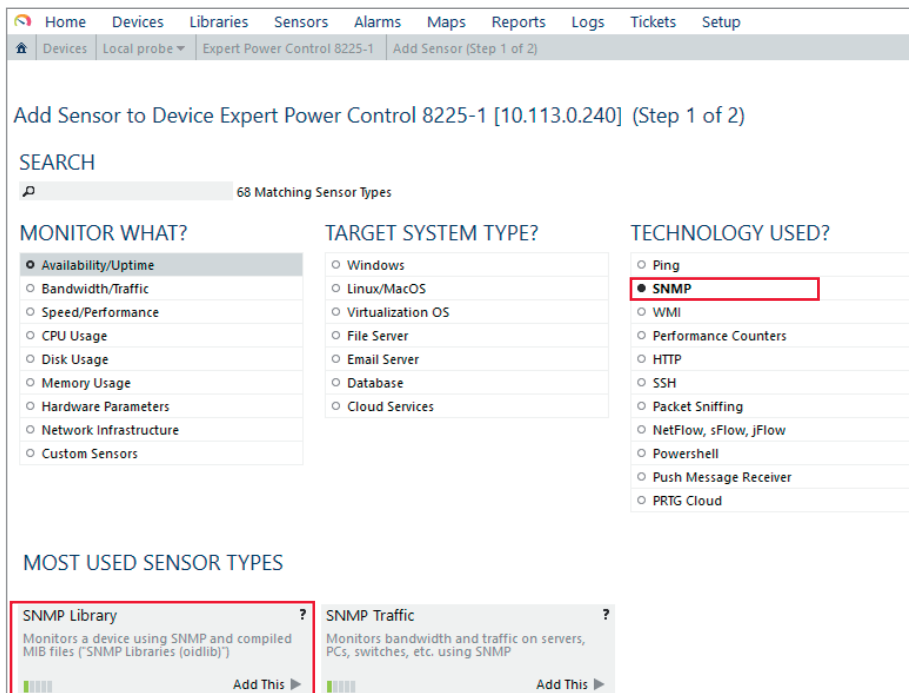 Home Devices Libraries Sensors Alarms Maps Reports Logs Tickets Setup
Devices Local probe Expert Power Control 8225-1 Add Sensor (Step 1 of 2)
Add Sensor to Device Expert Power Control 8225-1 [10.113.0.240] (Step 1 of 2)
SEARCH
68 Matching Sensor Types
MONITOR WHAT?
Availability/Uptime
Bandwidth/Traffic
Speed/Performance
CPU Usage
Disk Usage
Memory Usage
Hardware Parameters
Network Infrastructure
Custom Sensors
TARGET SYSTEM TYPE?
Windows
Linux/MacOS
Virtualization OS
File Server
Email Server
Database
Cloud Services
TECHNOLOGY USED?
Ping
SNMP
WMI
Performance Counters
HTTP
SSH
Packet Sniffing
NetFlow, sFlow, jFlow
Powershell
Push Message Receiver
PRTG Cloud
MOST USED SENSOR TYPES
SNMP Library ?
Monitors a device using SNMP and compiled
MIB files ("SNMP Libraries (oidlib)")
Add This
SNMP Traffic ?
Monitors bandwidth and traffic on servers,
PCs, switches, etc. using SNMP
Add This